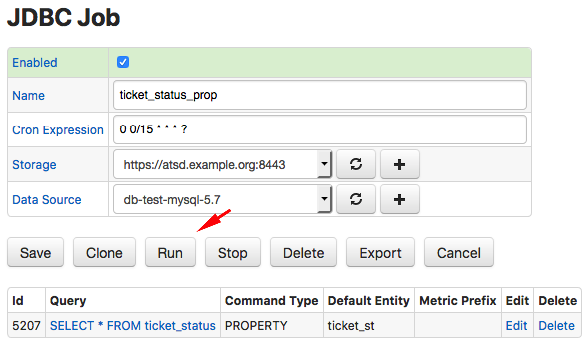 JDBC Job
Enabled
Name ticket_status_prop
Cron Expression 0 0/15 * * * ?
Storage https://atsd.example.org:8443
Data Source db-test-mysql-5.7
Save Clone Run Stop Delete Export Cancel
Id Query Command Type Default Entity Metric Prefix Edit Delete
5207 SELECT * FROM ticket_status PROPERTY ticket_st Edit Delete